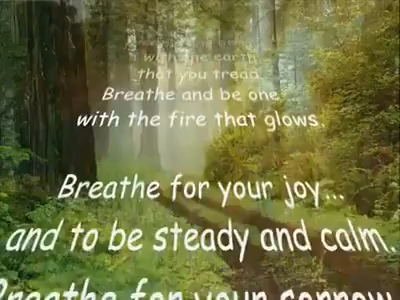 with the earth
that you tread.
Breathe and be one
with the fire that glows.
Breathe for your joy...
and to be steady and calm.
Breathe for your sorrow